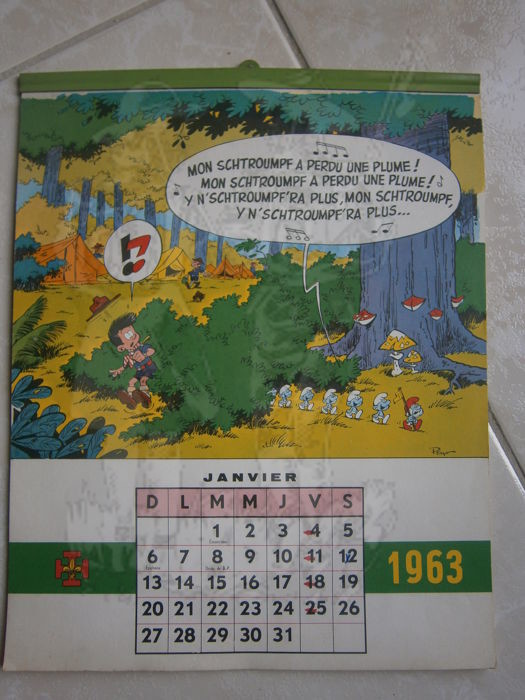 MON SCHTROUMPF A PERDU UNE PLUME!
MON SCHTROUMPF A PERDU UNE PLUME!
Y N'SCHTROUMPF'RA PLUS, MON SCHTROUMPF,
Y N'SCHTROUMPF'RA PLUS...
!?
Peyo
JANVIER
D L M M J V S
1 2 3 4 5
6 7 8 9 10 11 12
13 14 15 16 17 18 19
20 21 22 23 24 25 26
27 28 29 30 31
1963